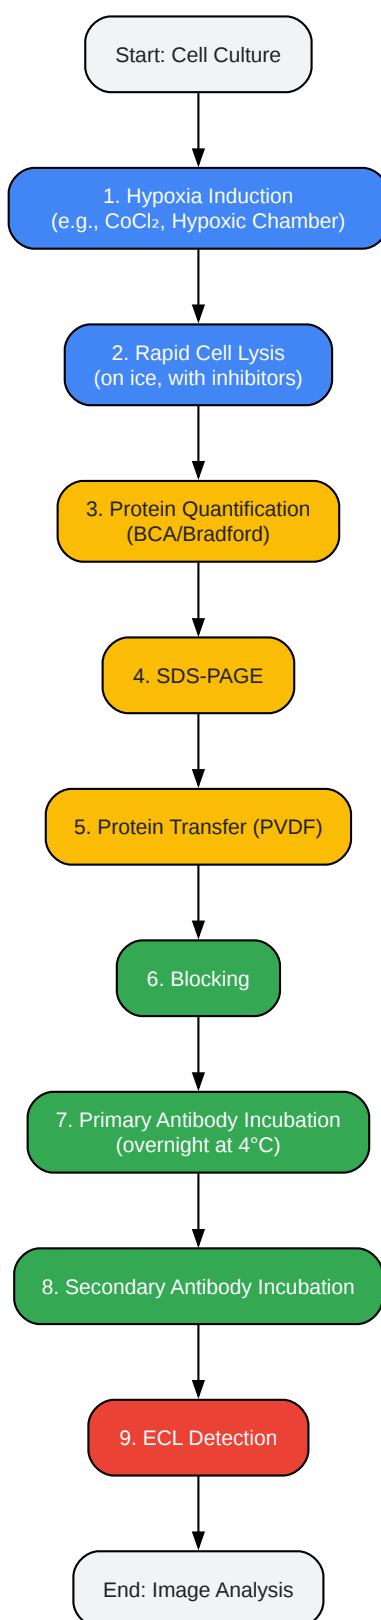 Start: Cell Culture
1. Hypoxia Induction
(e.g., CoCl₂, Hypoxic Chamber)
2. Rapid Cell Lysis
(on ice, with inhibitors)
3. Protein Quantification
(BCA/Bradford)
4. SDS-PAGE
5. Protein Transfer (PVDF)
6. Blocking
7. Primary Antibody Incubation
(overnight at 4°C)
8. Secondary Antibody Incubation
9. ECL Detection
End: Image Analysis